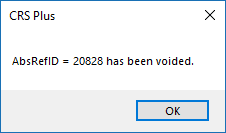 CRS Plus
AbsRefID = 20828 has been voided.
OK